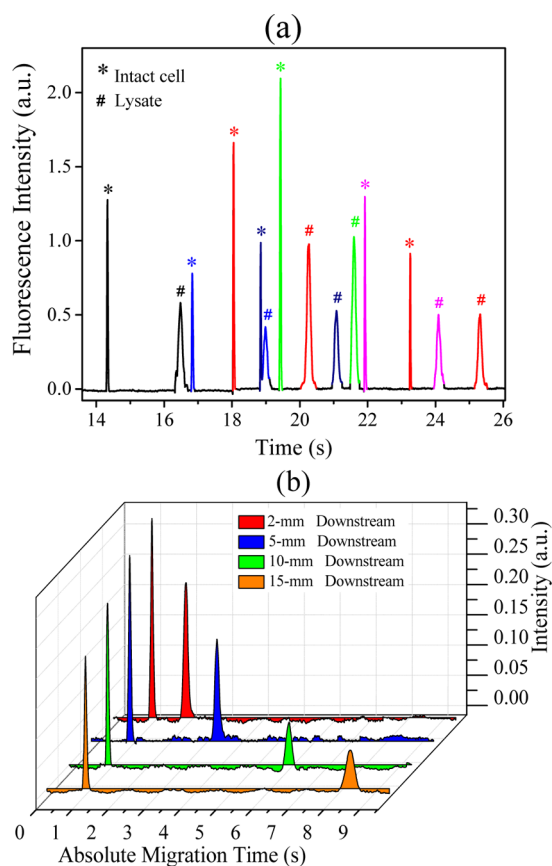 (a)
* Intact cell
# Lysate
* * * * * * *
# # # # # # #
Fluorescence Intensity (a.u.)
2.0
1.5
1.0
0.5
0.0
14 16 18 20 22 24 26
Time (s)
(b)
2-mm Downstream
5-mm Downstream
10-mm Downstream
15-mm Downstream
0.30
0.25
0.20
0.15
0.10
0.05
0.00
Intensity (a.u.)
0 1 2 3 4 5 6 7 8 9
Absolute Migration Time (s)